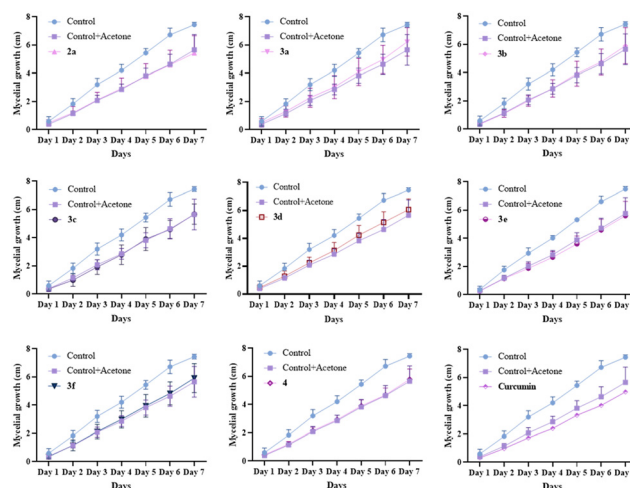 Mycelial growth (cm)
8
6
4
2
0
Control
Control+Acetone
2a
Day 1 Day 2 Day 3 Day 4 Day 5 Day 6 Day 7
Days
Mycelial growth (cm)
8
6
4
2
0
Control
Control+Acetone
3a
Day 1 Day 2 Day 3 Day 4 Day 5 Day 6 Day 7
Days
Mycelial growth (cm)
8
6
4
2
0
Control
Control+Acetone
3b
Day 1 Day 2 Day 3 Day 4 Day 5 Day 6 Day 7
Days
Mycelial growth (cm)
8
6
4
2
0
Control
Control+Acetone
3c
Day 1 Day 2 Day 3 Day 4 Day 5 Day 6 Day 7
Days
Mycelial growth (cm)
8
6
4
2
0
Control
Control+Acetone
3d
Day 1 Day 2 Day 3 Day 4 Day 5 Day 6 Day 7
Days
Mycelial growth (cm)
8
6
4
2
0
Control
Control+Acetone
3e
Day 1 Day 2 Day 3 Day 4 Day 5 Day 6 Day 7
Days
Mycelial growth (cm)
8
6
4
2
0
Control
Control+Acetone
3f
Day 1 Day 2 Day 3 Day 4 Day 5 Day 6 Day 7
Days
Mycelial growth (cm)
8
6
4
2
0
Control
Control+Acetone
4
Day 1 Day 2 Day 3 Day 4 Day 5 Day 6 Day 7
Days
Mycelial growth (cm)
8
6
4
2
0
Control
Control+Acetone
Curcumin
Day 1 Day 2 Day 3 Day 4 Day 5 Day 6 Day 7
Days